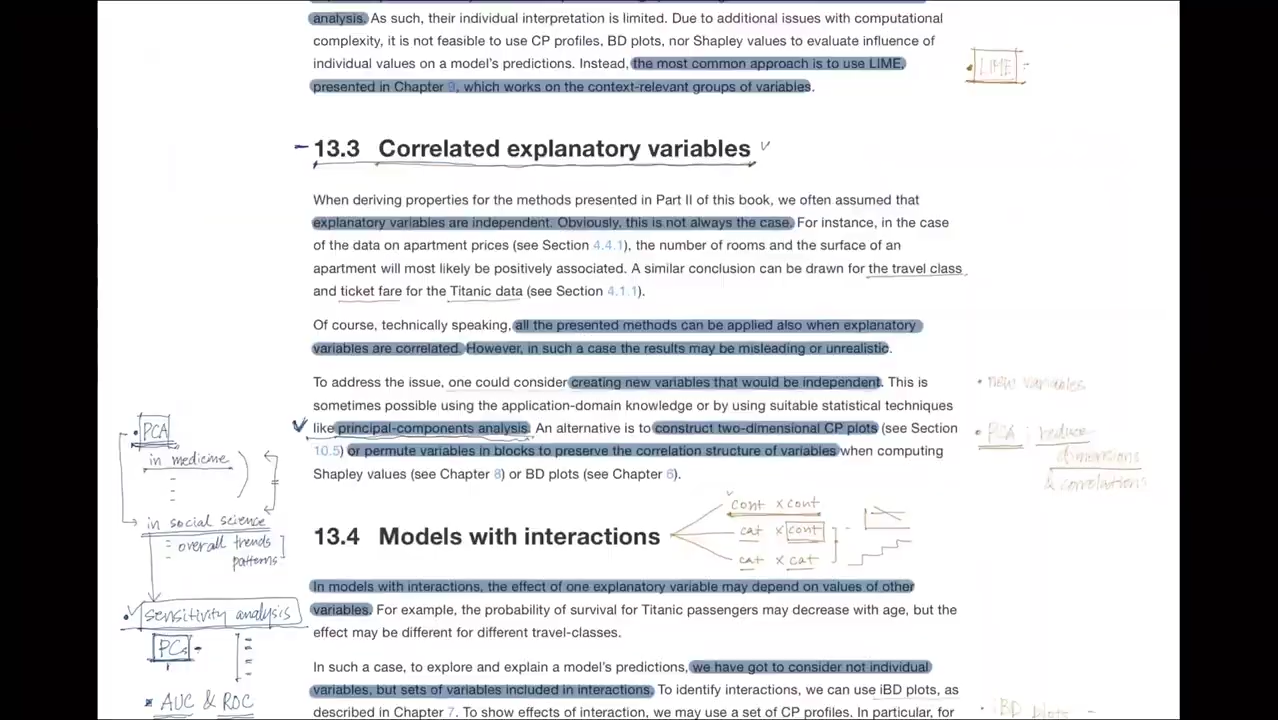 analysis. As such, their individual interpretation is limited. Due to additional issues with computational
complexity, it is not feasible to use CP profiles, BD plots, nor Shapley values to evaluate influence of
individual values on a model's predictions. Instead, the most common approach is to use LIME,
presented in Chapter 9, which works on the context-relevant groups of variables.
• LIME
13.3 Correlated explanatory variables
When deriving properties for the methods presented in Part II of this book, we often assumed that
explanatory variables are independent. Obviously, this is not always the case. For instance, in the case
of the data on apartment prices (see Section 4.4.1), the number of rooms and the surface of an
apartment will most likely be positively associated. A similar conclusion can be drawn for the travel class
and ticket fare for the Titanic data (see Section 4.1.1).
Of course, technically speaking, all the presented methods can be applied also when explanatory
variables are correlated. However, in such a case the results may be misleading or unrealistic.
To address the issue, one could consider creating new variables that would be independent. This is
sometimes possible using the application-domain knowledge or by using suitable statistical techniques
like principal-components analysis. An alternative is to construct two-dimensional CP plots (see Section
10.5) or permute variables in blocks to preserve the correlation structure of variables when computing
Shapley values (see Chapter 8) or BD plots (see Chapter 6).
• new variables
• PCA : reduce
dimensions
& correlations
• PCA
in medicine
in social science
overall trends
patterns
• sensitivity analysis
PCs
* AUC & ROC
13.4 Models with interactions
cont × cont
cat × cont
cat × cat
In models with interactions, the effect of one explanatory variable may depend on values of other
variables. For example, the probability of survival for Titanic passengers may decrease with age, but the
effect may be different for different travel-classes.
In such a case, to explore and explain a model's predictions, we have got to consider not individual
variables, but sets of variables included in interactions. To identify interactions, we can use iBD plots, as
described in Chapter 7. To show effects of interaction, we may use a set of CP profiles. In particular, for
• iBD plots